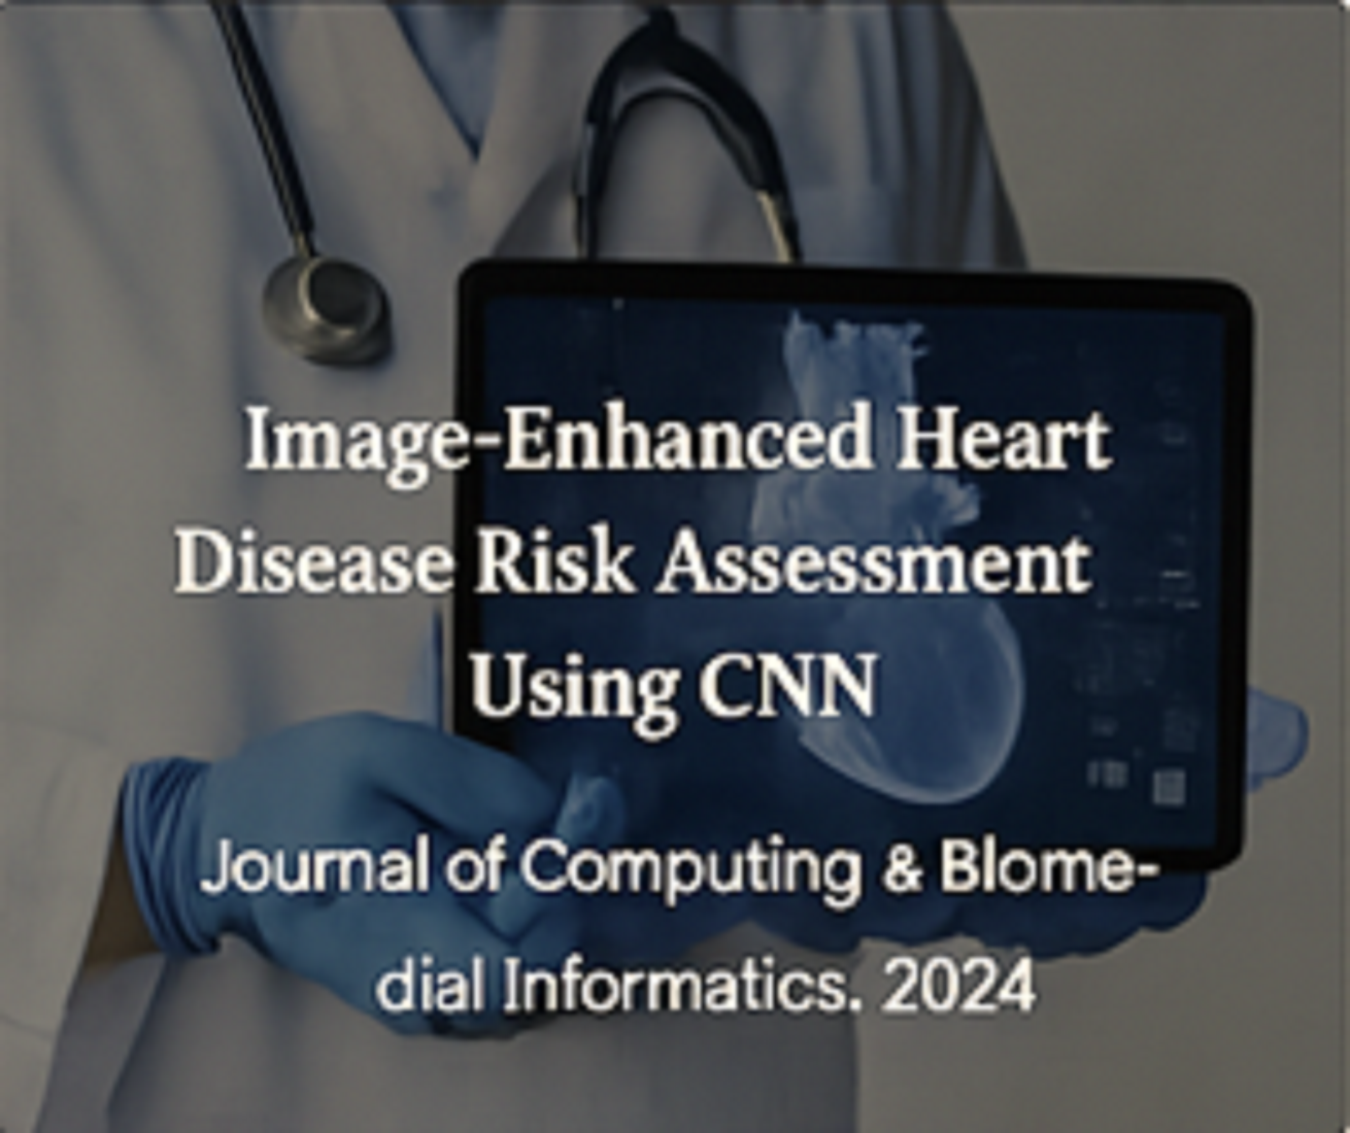 Image-Enhanced Heart
Disease Risk Assessment
Using CNN
Journal of Computing & Blome-
dial Informatics. 2024